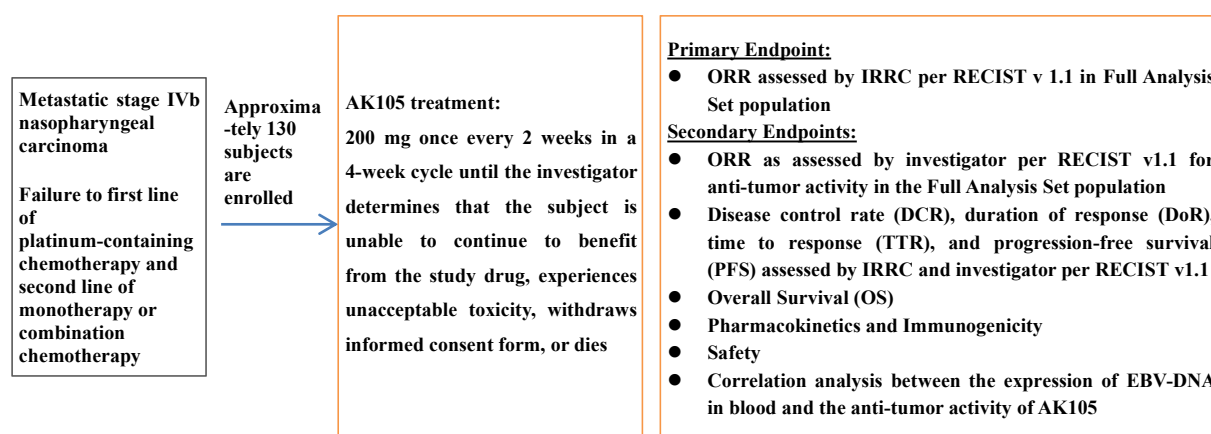 Metastatic stage IVb
nasopharyngeal
carcinoma
Failure to first line
of
platinum-containing
chemotherapy and
second line of
monotherapy or
combination
chemotherapy
Approxima
-tely 130
subjects
are
enrolled
AK105 treatment:
200 mg once every 2 weeks in a
4-week cycle until the investigator
determines that the subject is
unable to continue to benefit
from the study drug, experiences
unacceptable toxicity, withdraws
informed consent form, or dies
Primary Endpoint:
● ORR assessed by IRRC per RECIST v 1.1 in Full Analysis
Set population
Secondary Endpoints:
● ORR as assessed by investigator per RECIST v1.1 for
anti-tumor activity in the Full Analysis Set population
● Disease control rate (DCR), duration of response (DoR),
time to response (TTR), and progression-free survival
(PFS) assessed by IRRC and investigator per RECIST v1.1
● Overall Survival (OS)
● Pharmacokinetics and Immunogenicity
● Safety
● Correlation analysis between the expression of EBV-DNA
in blood and the anti-tumor activity of AK105